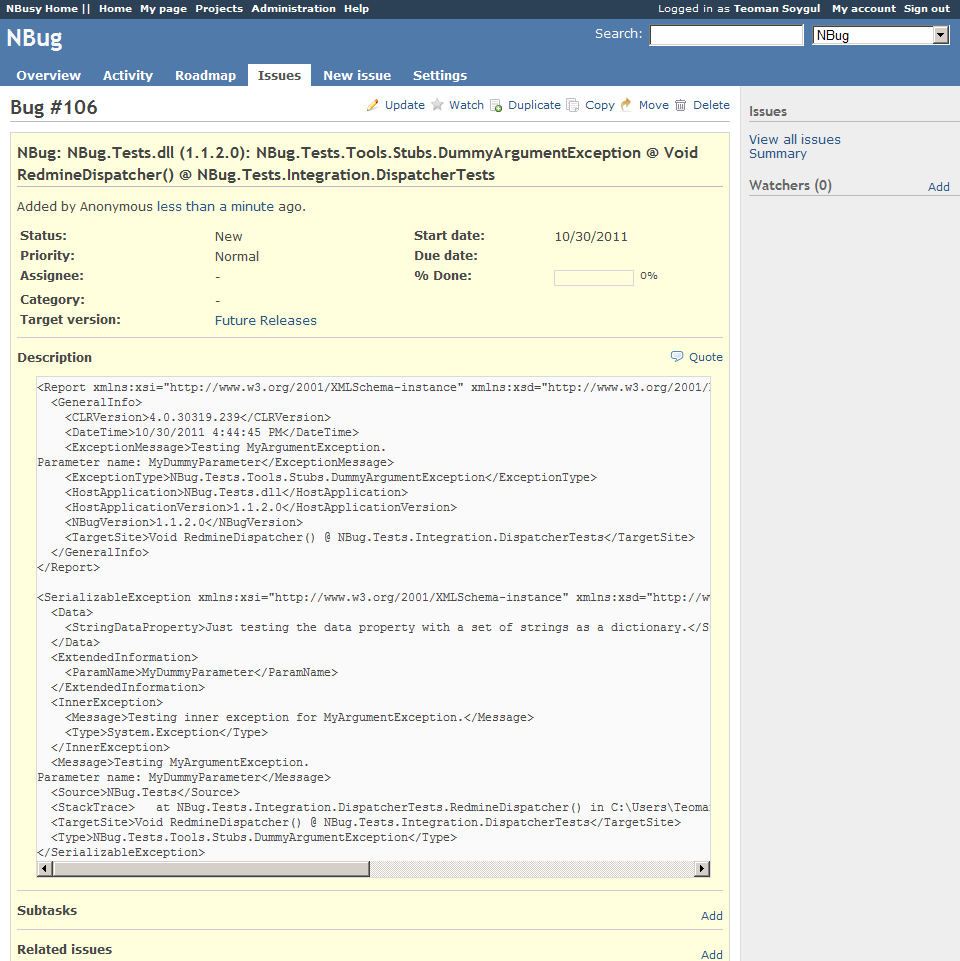 NBusy Home || Home My page Projects Administration Help Logged in as Teoman Soygul My account Sign out
NBug Search: NBug
Overview Activity Roadmap Issues New issue Settings
Bug #106 Update Watch Duplicate Copy Move Delete
NBug: NBug.Tests.dll (1.1.2.0): NBug.Tests.Tools.Stubs.DummyArgumentException @ Void
RedmineDispatcher() @ NBug.Tests.Integration.DispatcherTests
Added by Anonymous less than a minute ago.
Status: New Start date: 10/30/2011
Priority: Normal Due date:
Assignee: - % Done: 0%
Category: -
Target version: Future Releases
Description Quote
<Report xmlns:xsi="http://www.w3.org/2001/XMLSchema-instance" xmlns:xsd="http://www.w3.org/2001/
<GeneralInfo>
<CLRVersion>4.0.30319.239</CLRVersion>
<DateTime>10/30/2011 4:44:45 PM</DateTime>
<ExceptionMessage>Testing MyArgumentException.
Parameter name: MyDummyParameter</ExceptionMessage>
<ExceptionType>NBug.Tests.Tools.Stubs.DummyArgumentException</ExceptionType>
<HostApplication>NBug.Tests.dll</HostApplication>
<HostApplicationVersion>1.1.2.0</HostApplicationVersion>
<NBugVersion>1.1.2.0</NBugVersion>
<TargetSite>Void RedmineDispatcher() @ NBug.Tests.Integration.DispatcherTests</TargetSite>
</GeneralInfo>
</Report>
<SerializableException xmlns:xsi="http://www.w3.org/2001/XMLSchema-instance" xmlns:xsd="http://w
<Data>
<StringDataProperty>Just testing the data property with a set of strings as a dictionary.</S
</Data>
<ExtendedInformation>
<ParamName>MyDummyParameter</ParamName>
</ExtendedInformation>
<InnerException>
<Message>Testing inner exception for MyArgumentException.</Message>
<Type>System.Exception</Type>
</InnerException>
<Message>Testing MyArgumentException.
Parameter name: MyDummyParameter</Message>
<Source>NBug.Tests</Source>
<StackTrace> at NBug.Tests.Integration.DispatcherTests.RedmineDispatcher() in C:\Users\Teoma
<TargetSite>Void RedmineDispatcher() @ NBug.Tests.Integration.DispatcherTests</TargetSite>
<Type>NBug.Tests.Tools.Stubs.DummyArgumentException</Type>
</SerializableException>
Subtasks Add
Related issues Add
Issues
View all issues
Summary
Watchers (0) Add